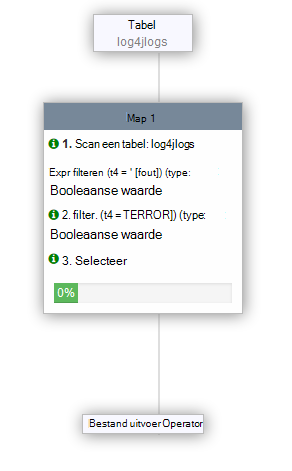 Tabel
log4jlogs
Map 1
1. Scan een tabel: log4jlogs
Expr filteren (t4 = ' [fout]) (type:
Booleaanse waarde
2. filter. (t4 = TERROR]) (type:
Booleaanse waarde
3. Selecteer
0%
Bestand uitvoer Operator